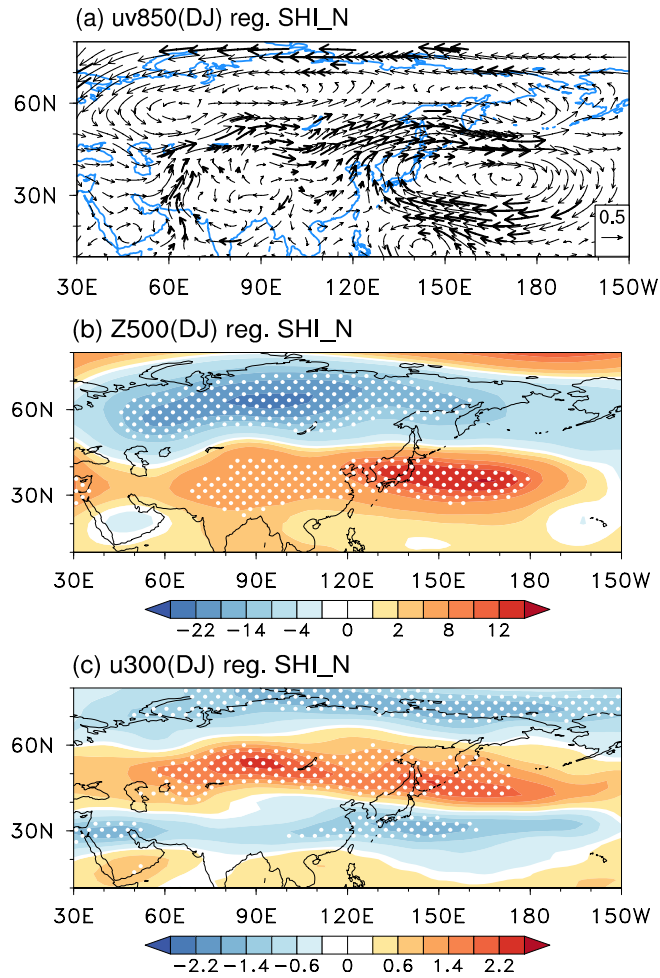 (a) uv850(DJ) reg. SHI_N
60N
30N
0.5
30E 60E 90E 120E 150E 180 150W
(b) Z500(DJ) reg. SHI_N
60N
30N
30E 60E 90E 120E 150E 180 150W
-22 -14 -4 0 2 8 12
(c) u300(DJ) reg. SHI_N
60N
30N
30E 60E 90E 120E 150E 180 150W
-2.2 -1.4 -0.6 0 0.6 1.4 2.2